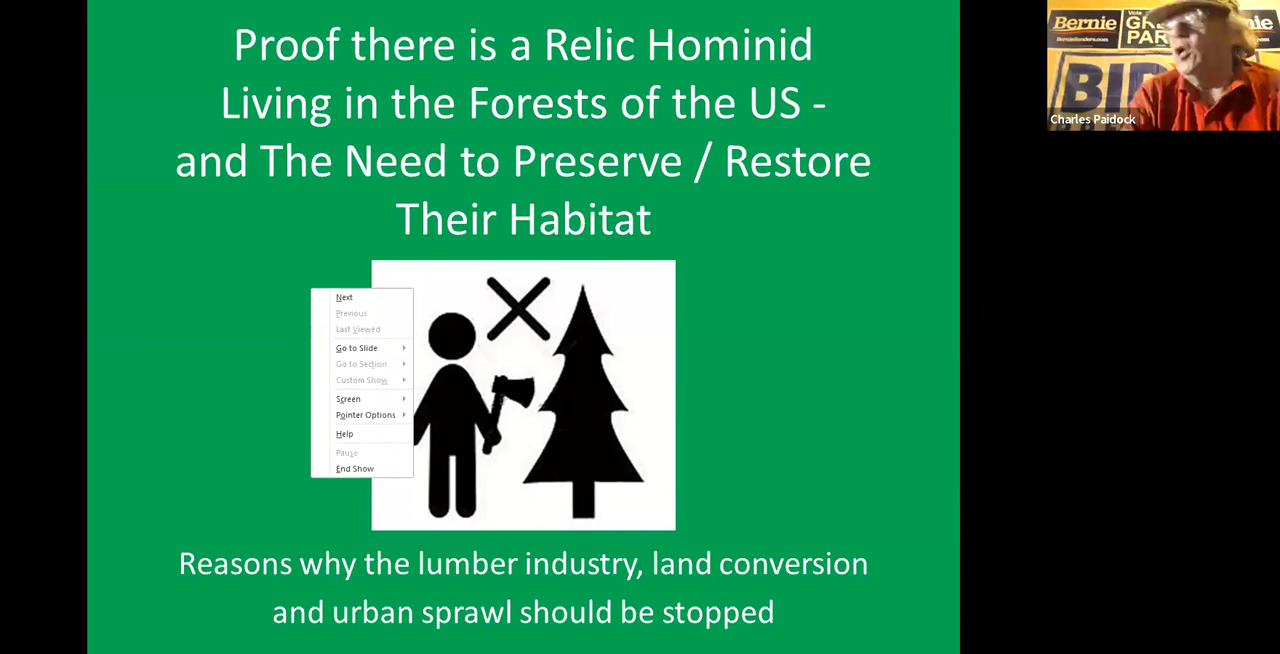 Proof there is a Relic Hominid
Living in the Forests of the US -
and The Need to Preserve / Restore
Their Habitat
Next
Previous
Last Viewed
Go to Slide
Go to Section
Custom Show
Screen
Pointer Options
Help
Pause
End Show
Reasons why the lumber industry, land conversion
and urban sprawl should be stopped
Bernie
Vote
Charles Paidock